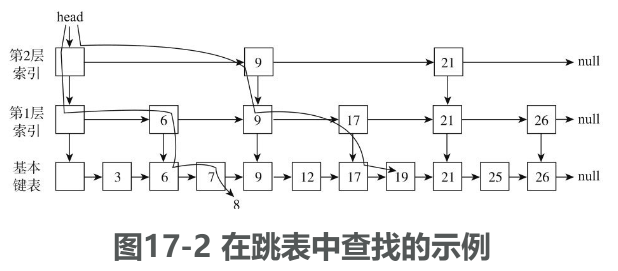 head
第2层
索引
9 21 null
第1层
索引
6 9 17 21 26 null
基本
键表
3 6 7 9 12 17 19 21 25 26 null
8
图17-2 在跳表中查找的示例